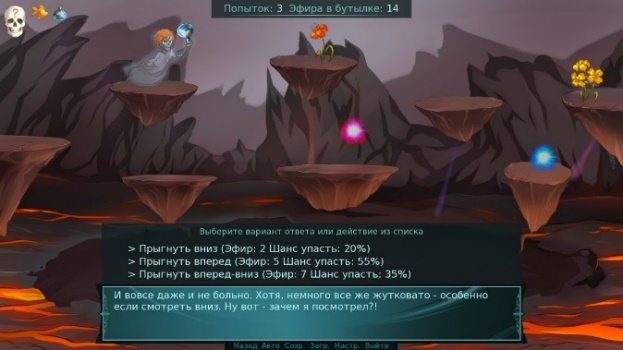 Попыток: 3 Эфира в бутылке: 14
?
Выберите вариант ответа или действие из списка
> Прыгнуть вниз (Эфир: 2 Шанс упасть: 20%)
> Прыгнуть вперед (Эфир: 5 Шанс упасть: 55%)
> Прыгнуть вперед-вниз (Эфир: 7 Шанс упасть: 35%)
И вовсе даже и не больно. Хотя, немного все же жутковато - особенно
если смотреть вниз. Ну вот - зачем я посмотрел?!
Назад Авто Сохр. Загр. Настр. Выйти